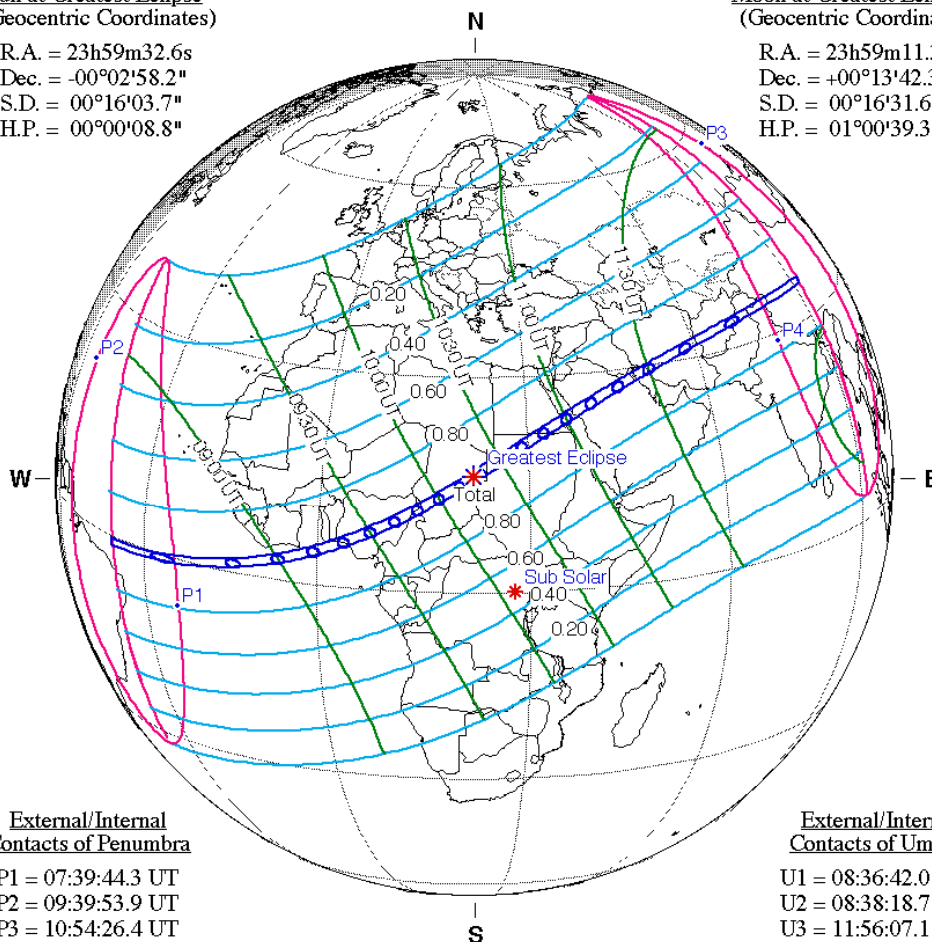 N
Geocentric Coordinates)
R.A. = 23h59m32.6s
Dec. = -00°02'58.2"
S.D. = 00°16'03.7"
H.P. = 00°00'08.8"
(Geocentric Coordina
R.A. = 23h59m11.
Dec. = +00°13'42.3
S.D. = 00°16'31.6
H.P. = 01°00'39.3
P3
P2
P4
P1
0.20
0.40
0.60
0.80
09:00 UT
09:30 UT
10:00 UT
10:30 UT
11:00 UT
11:30 UT
W
E
Greatest Eclipse
Total
0.80
0.60
Sub Solar
0.40
0.20
External/Internal
Contacts of Penumbra
P1 = 07:39:44.3 UT
P2 = 09:39:53.9 UT
P3 = 10:54:26.4 UT
External/Intern
Contacts of Um
U1 = 08:36:42.0
U2 = 08:38:18.7
U3 = 11:56:07.1
S